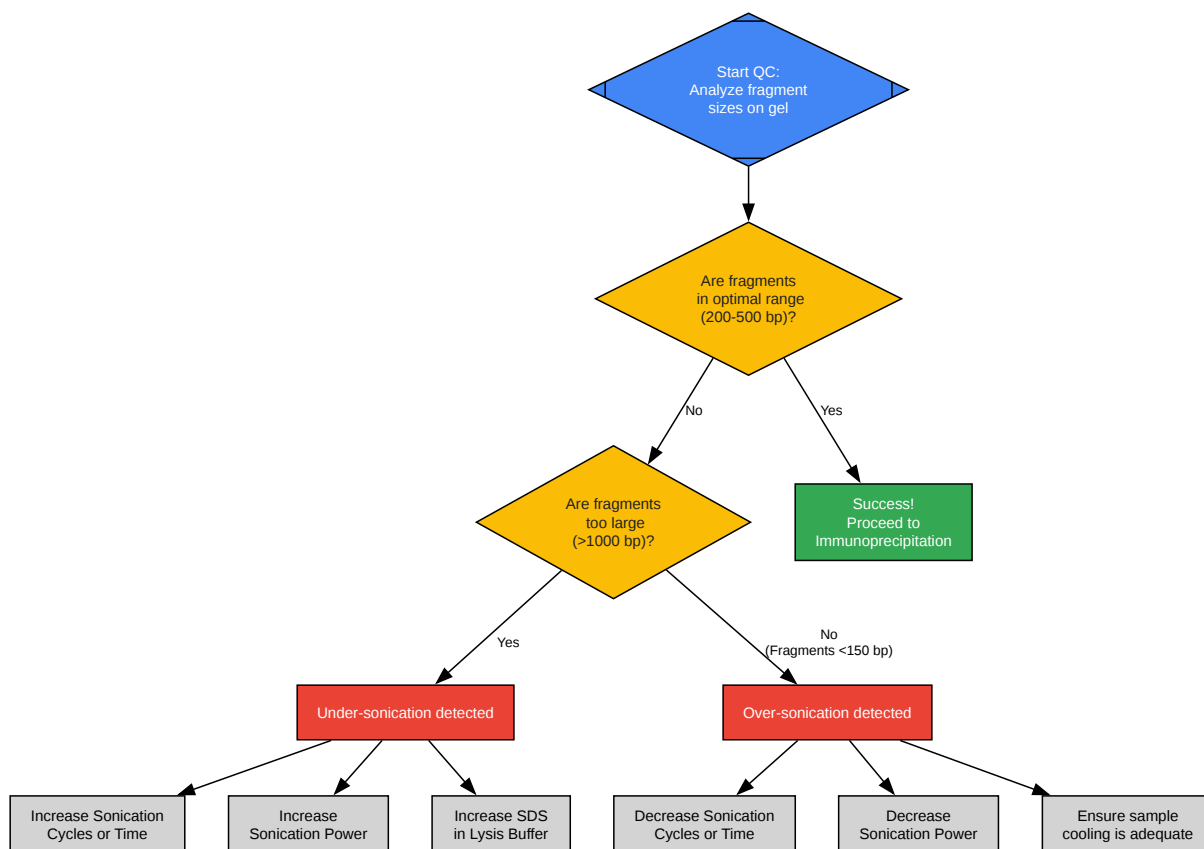 Start QC:
Analyze fragment
sizes on gel
Are fragments
in optimal range
(200-500 bp)?
No
Yes
Are fragments
too large
(>1000 bp)?
Success!
Proceed to
Immunoprecipitation
Yes
No
(Fragments <150 bp)
Under-sonication detected
Over-sonication detected
Increase Sonication
Cycles or Time
Increase
Sonication Power
Increase SDS
in Lysis Buffer
Decrease Sonication
Cycles or Time
Decrease
Sonication Power
Ensure sample
cooling is adequate